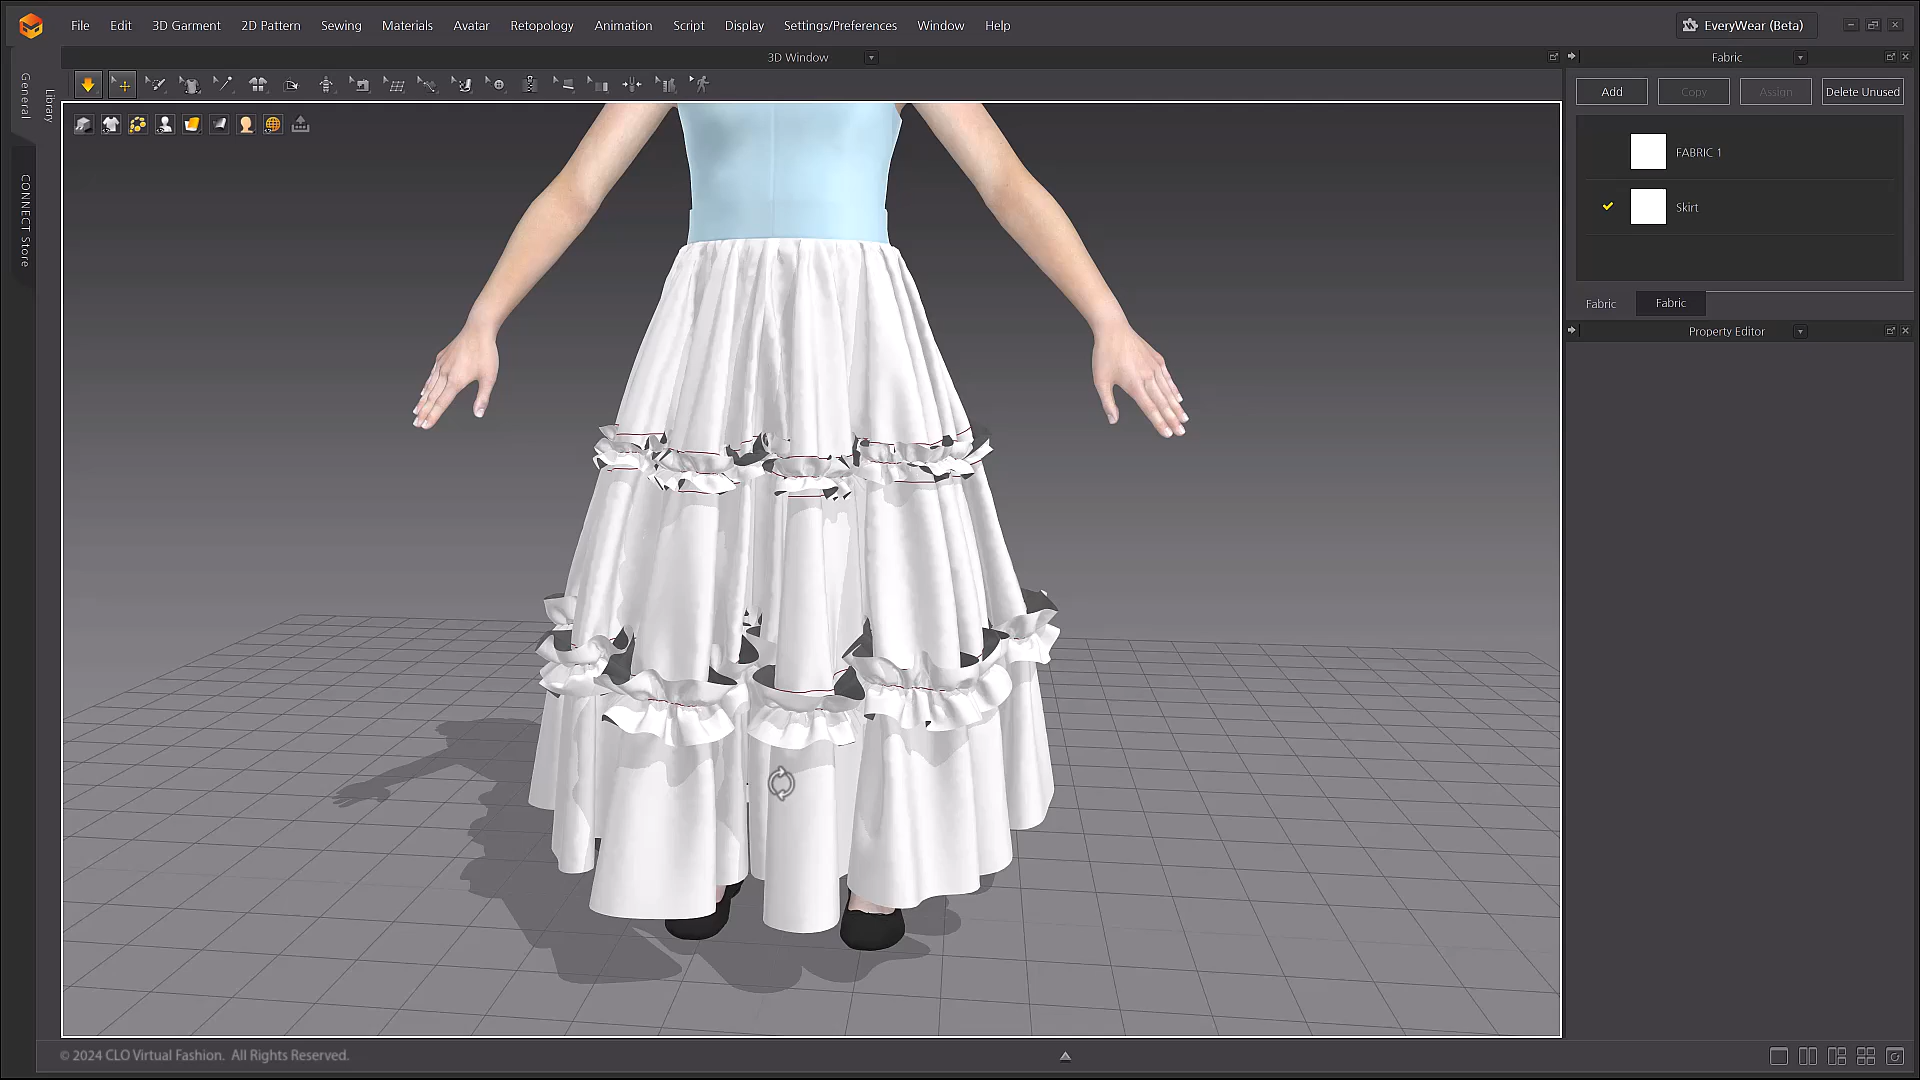 File Edit 3D Garment 2D Pattern Sewing Materials Avatar Retopology Animation Script Display Settings/Preferences Window Help
EveryWear (Beta)
3D Window
Fabric
General
Library
CONNECT Store
Add Copy Assign Delete Unused
FABRIC 1
Skirt
Fabric Fabric
Property Editor
© 2024 CLO Virtual Fashion. All Rights Reserved.